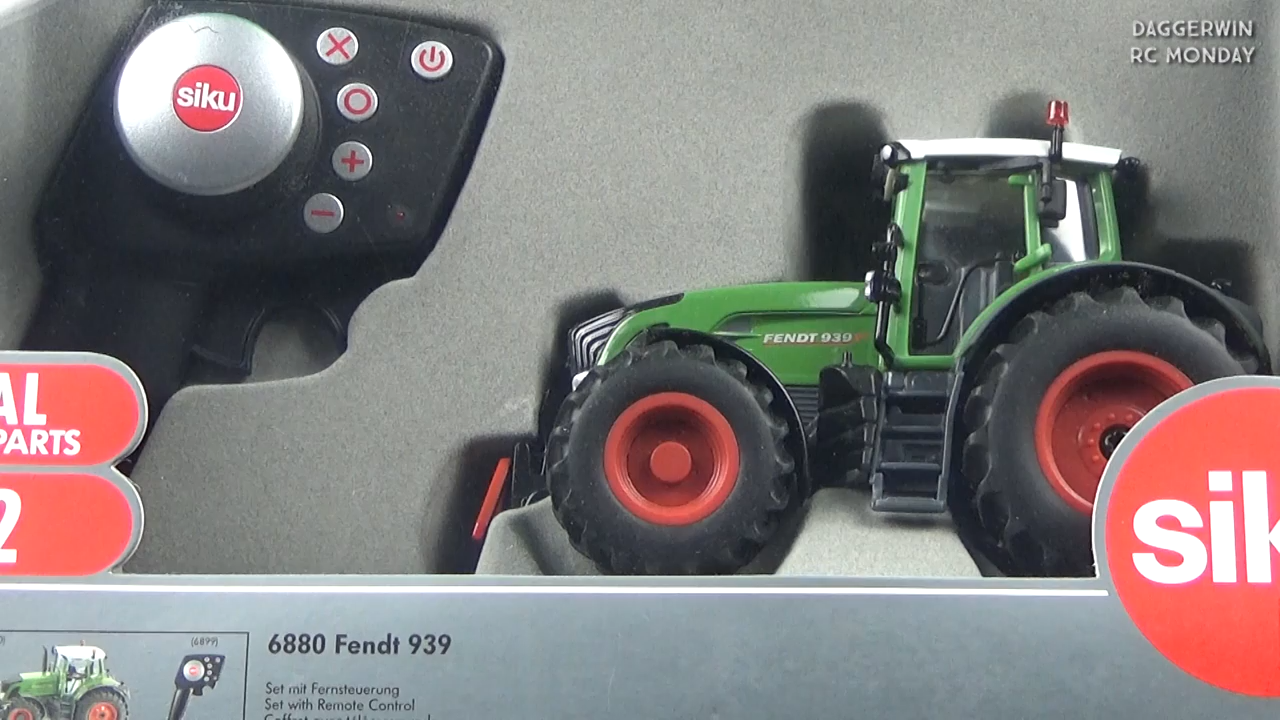 DAGGERWIN
RC MONDAY
siku
FENDT 939
AL
PARTS
2
sik
(6899)
6880 Fendt 939
Set mit Fernsteuerung
Set with Remote Control